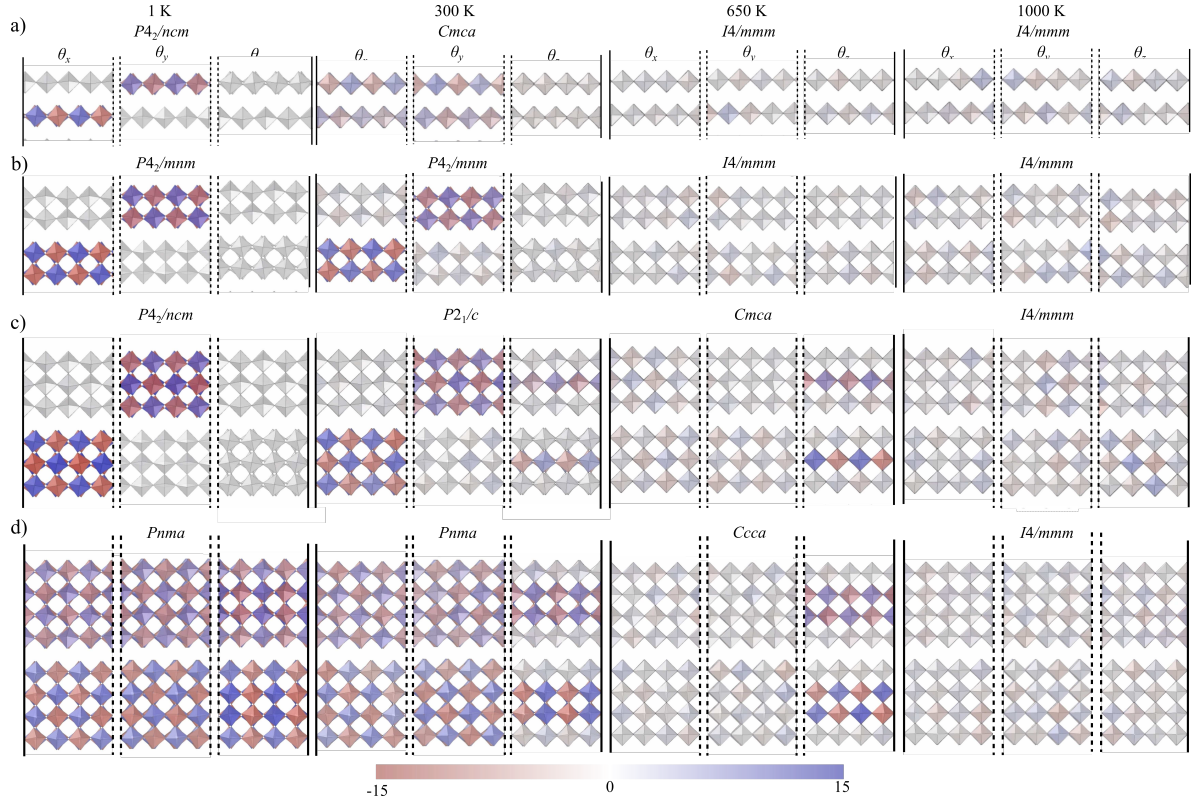 1 K 300 K 650 K 1000 K
a) P4₂/ncm Cmca I4/mmm I4/mmm
θx θy θ θ θy θ θx θy θ θx θy θ
b) P4₂/mnm P4₂/mnm I4/mmm I4/mmm
c) P4₂/ncm P2₁/c Cmca I4/mmm
d) Pnma Pnma Ccca I4/mmm
-15 0 15